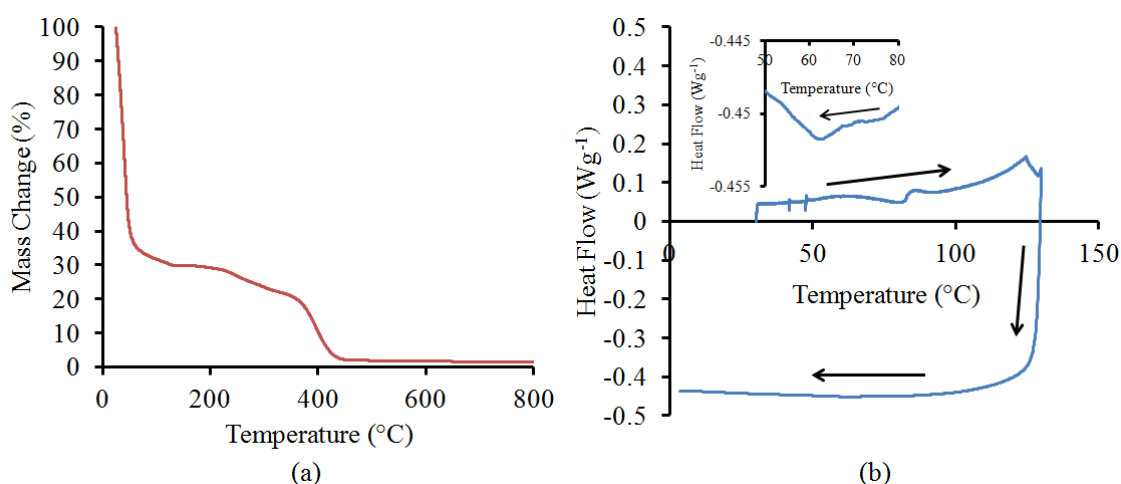 100
90
80
70
60
50
40
30
20
10
0
Mass Change (%)
0 200 400 600 800
Temperature (°C)
(a)
0.5
0.4
0.3
0.2
0.1
0
-0.1
-0.2
-0.3
-0.4
-0.5
Heat Flow (Wg-1)
0 50 100 150
Temperature (°C)
-0.445
-0.45
-0.455
Heat Flow (Wg-1)
50 60 70 80
Temperature (°C)
(b)